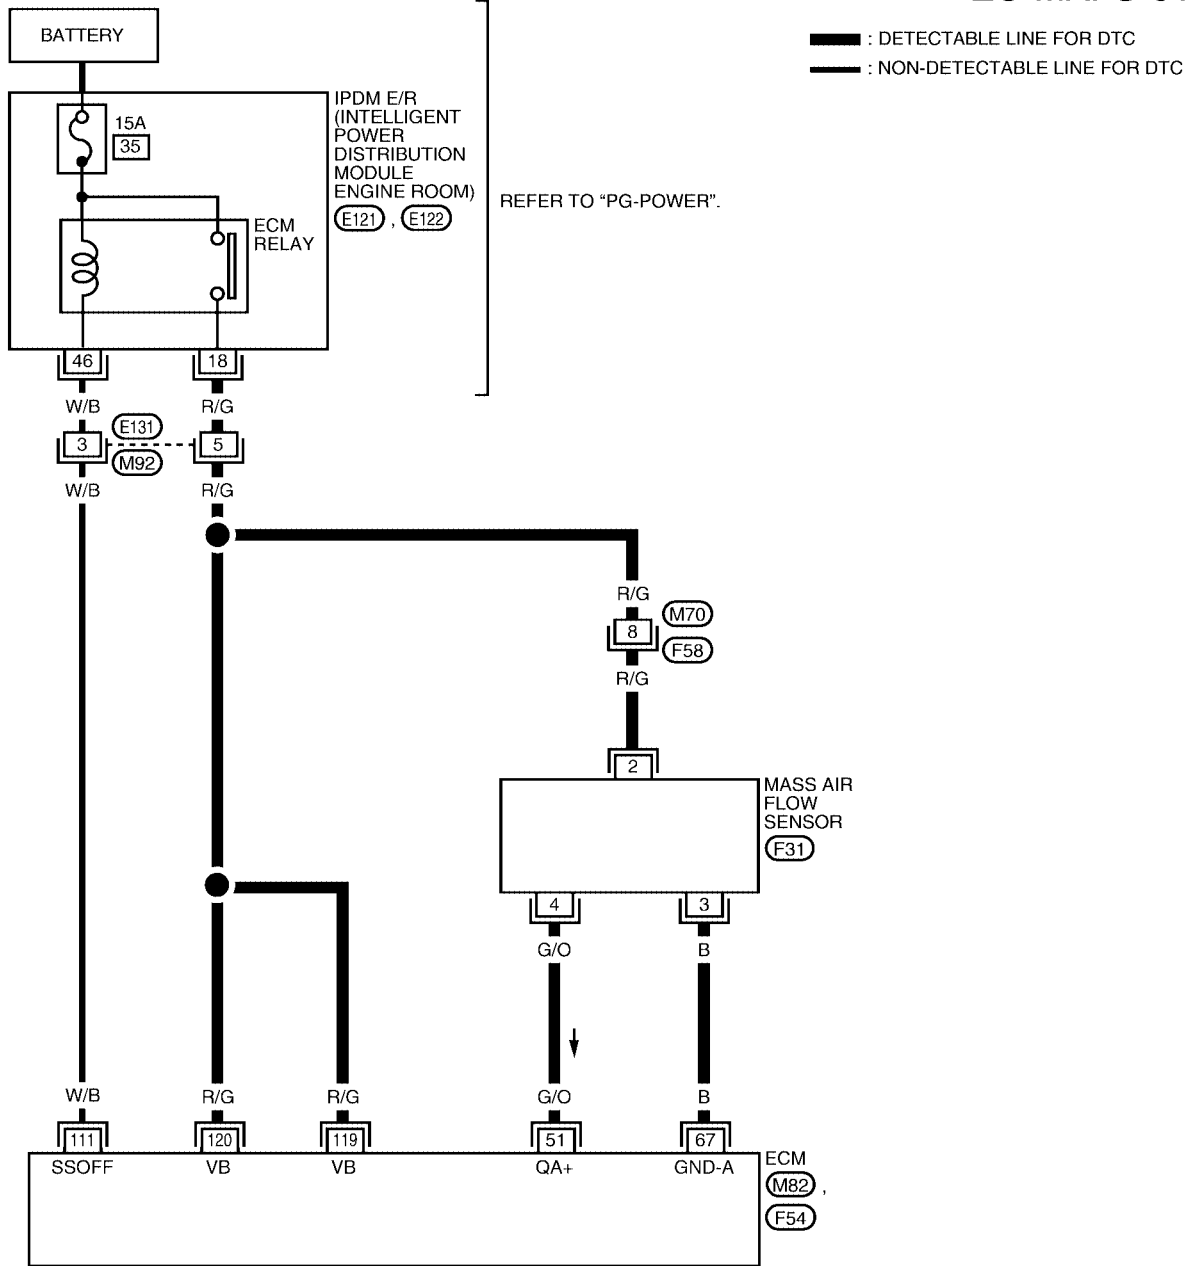 BATTERY
: DETECTABLE LINE FOR DTC
: NON-DETECTABLE LINE FOR DTC
15A
35
IPDM E/R
(INTELLIGENT
POWER
DISTRIBUTION
MODULE
ENGINE ROOM)
E121 , E122
REFER TO “PG-POWER”.
ECM
RELAY
46
18
W/B
R/G
E131
3
5
M92
W/B
R/G
R/G
M70
8
F58
R/G
2
MASS AIR
FLOW
SENSOR
F31
4
3
G/O
B
W/B
R/G
R/G
G/O
B
111
120
119
51
67
SSOFF
VB
VB
QA+
GND-A
ECM
M82 ,
F54